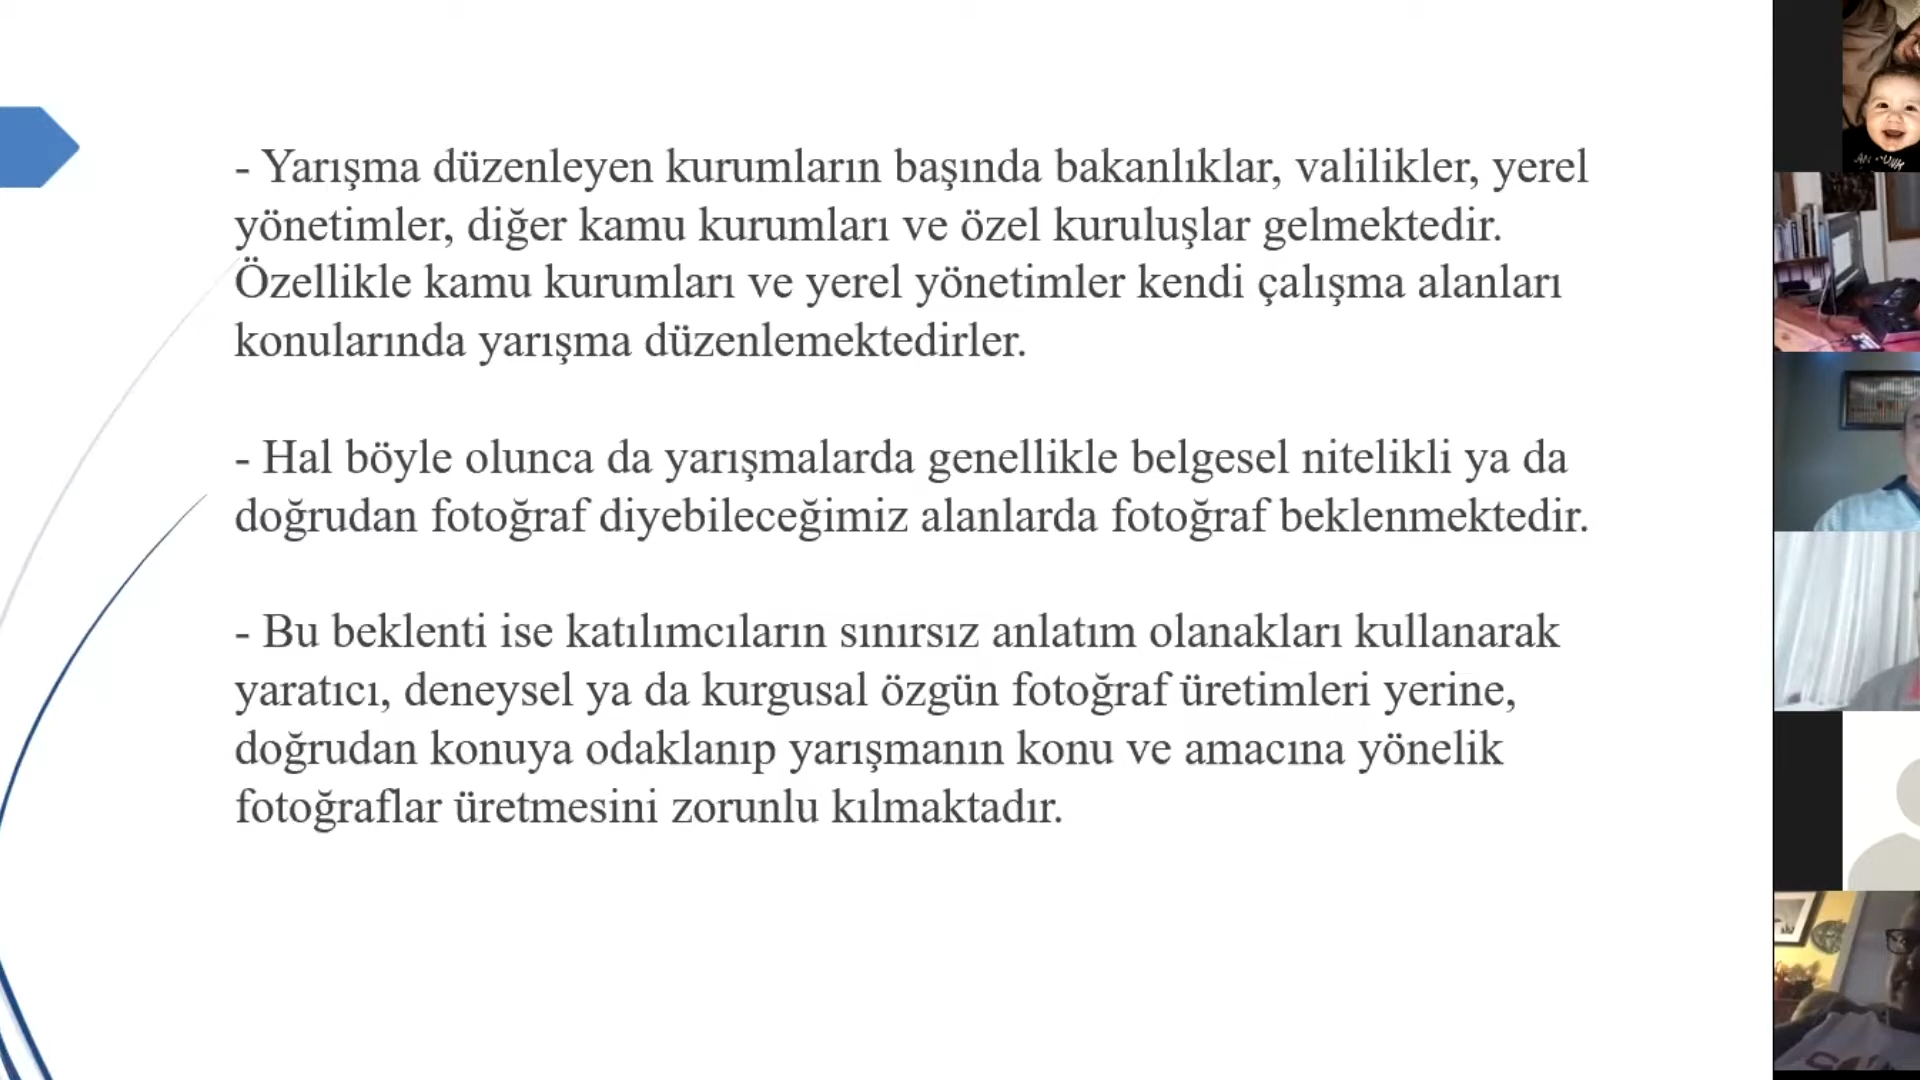 - Yarışma düzenleyen kurumların başında bakanlıklar, valilikler, yerel
yönetimler, diğer kamu kurumları ve özel kuruluşlar gelmektedir.
Özellikle kamu kurumları ve yerel yönetimler kendi çalışma alanları
konularında yarışma düzenlemektedirler.
- Hal böyle olunca da yarışmalarda genellikle belgesel nitelikli ya da
doğrudan fotoğraf diyebileceğimiz alanlarda fotoğraf beklenmektedir.
- Bu beklenti ise katılımcıların sınırsız anlatım olanakları kullanarak
yaratıcı, deneysel ya da kurgusal özgün fotoğraf üretimleri yerine,
doğrudan konuya odaklanıp yarışmanın konu ve amacına yönelik
fotoğraflar üretmesini zorunlu kılmaktadır.